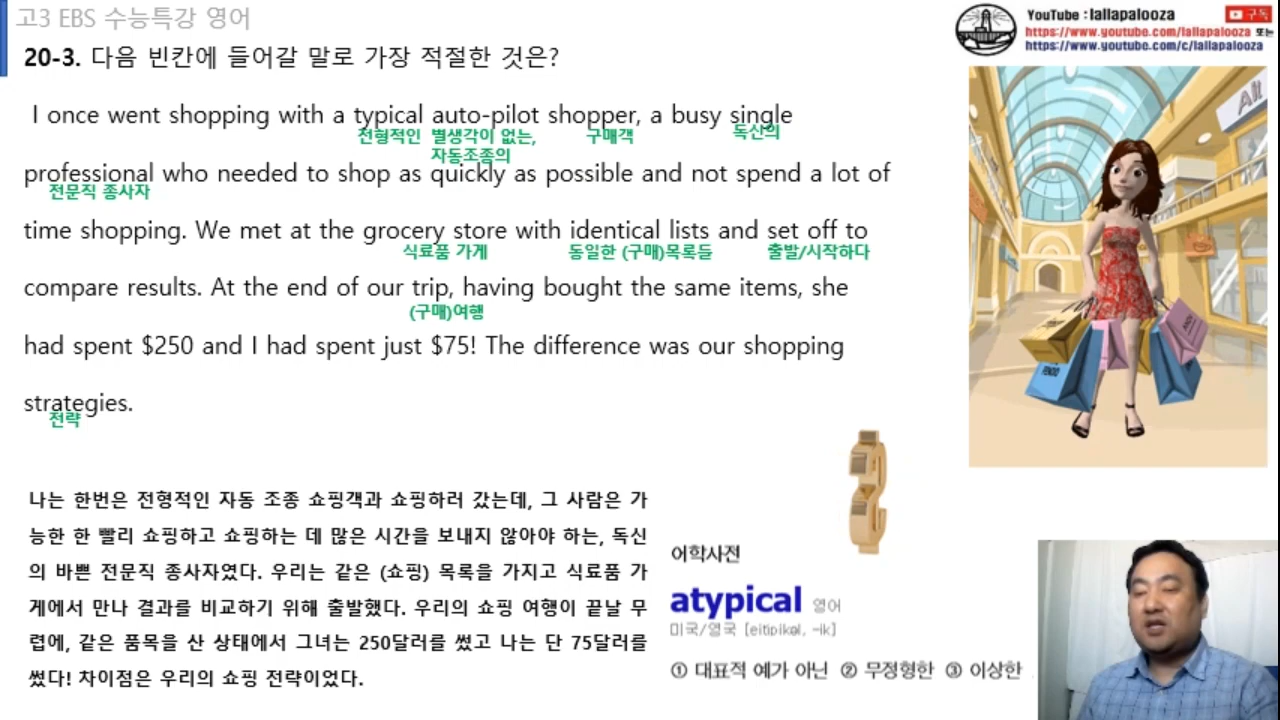 고3 EBS 수능특강 영어
YouTube : lallapalooza
구독
https://www.youtube.com/lallapalooza 또는
https://www.youtube.com/c/lallapalooza
20-3. 다음 빈칸에 들어갈 말로 가장 적절한 것은?
I once went shopping with a typical auto-pilot shopper, a busy single
전형적인 별생각이 없는, 구매객 독신의
자동조종의
professional who needed to shop as quickly as possible and not spend a lot of
전문직 종사자
time shopping. We met at the grocery store with identical lists and set off to
식료품 가게 동일한 (구매)목록들 출발/시작하다
compare results. At the end of our trip, having bought the same items, she
(구매)여행
had spent $250 and I had spent just $75! The difference was our shopping
strategies.
전략
나는 한번은 전형적인 자동 조종 쇼핑객과 쇼핑하러 갔는데, 그 사람은 가
능한 한 빨리 쇼핑하고 쇼핑하는 데 많은 시간을 보내지 않아야 하는, 독신
의 바쁜 전문직 종사자였다. 우리는 같은 (쇼핑) 목록을 가지고 식료품 가
게에서 만나 결과를 비교하기 위해 출발했다. 우리의 쇼핑 여행이 끝날 무
렵에, 같은 품목을 산 상태에서 그녀는 250달러를 썼고 나는 단 75달러를
썼다! 차이점은 우리의 쇼핑 전략이었다.
어학사전
atypical 영어
미국/영국 [eitípikəl, -ik]
① 대표적 예가 아닌 ② 무정형한 ③ 이상한
All
FENDO